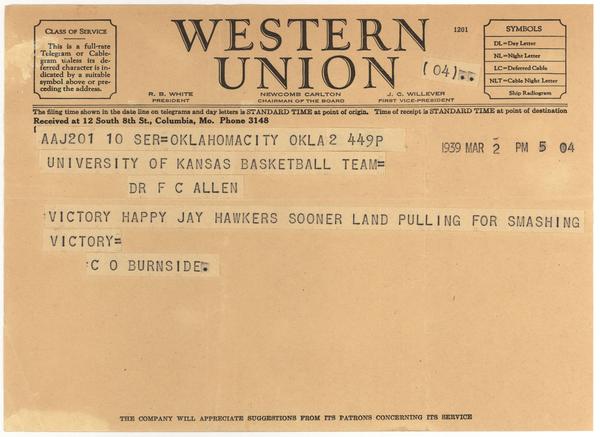 CLASS OF SERVICE
This is a full-rate
Telegram or Cable-
gram unless its de-
ferred character is in-
dicated by a suitable
symbol above or pre-
ceding the address.
WESTERN
UNION
1201
(04)
SYMBOLS
DL=Day Letter
NL=Night Letter
LC=Deferred Cable
NLT=Cable Night Letter
Ship Radiogram
R. B. WHITE
PRESIDENT
NEWCOMB CARLTON
CHAIRMAN OF THE BOARD
J. C. WILLEVER
FIRST VICE-PRESIDENT
The filing time shown in the date line on telegrams and day letters is STANDARD TIME at point of origin. Time of receipt is STANDARD TIME at point of destination
Received at 12 South 8th St., Columbia, Mo. Phone 3148
AAJ201 10 SER=OKLAHOMACITY OKLA 2 449P
1939 MAR 2 PM 5 04
UNIVERSITY OF KANSAS BASKETBALL TEAM=
DR F C ALLEN
VICTORY HAPPY JAY HAWKERS SOONER LAND PULLING FOR SMASHING
VICTORY=
C O BURNSIDE.
THE COMPANY WILL APPRECIATE SUGGESTIONS FROM ITS PATRONS CONCERNING ITS SERVICE